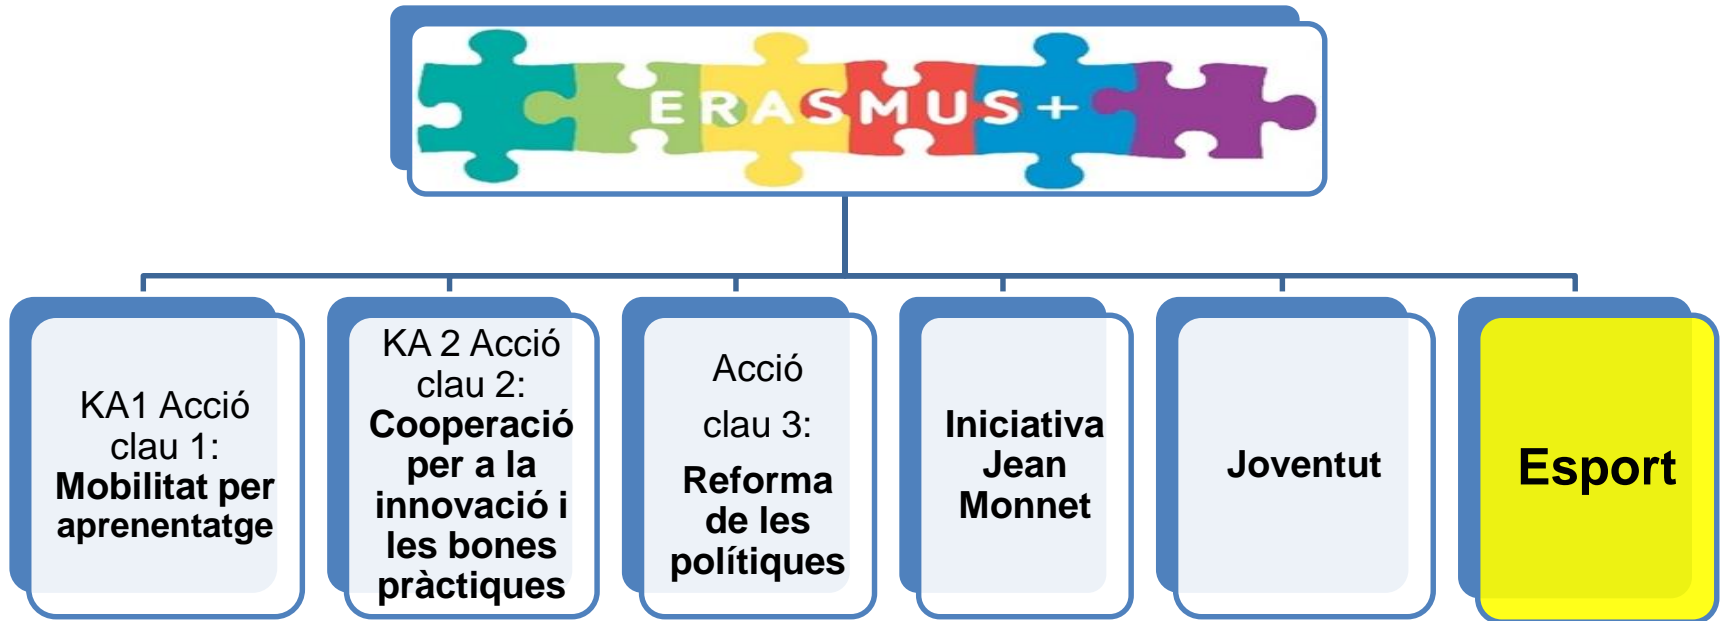 ERASMUS+
KA1 Acció
clau 1:
Mobilitat per
aprenentatge
KA 2 Acció
clau 2:
Cooperació
per a la
innovació i
les bones
pràctiques
Acció
clau 3:
Reforma
de les
polítiques
Iniciativa
Jean
Monnet
Joventut
Esport